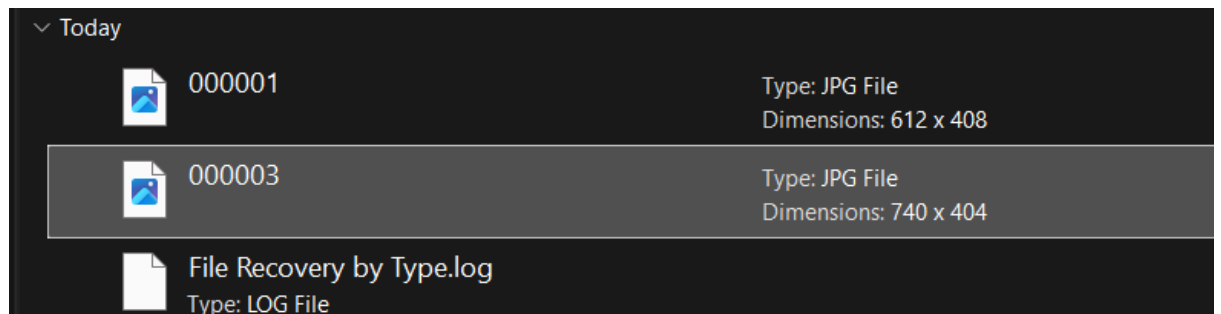 Today
000001
Type: JPG File
Dimensions: 612 x 408
000003
Type: JPG File
Dimensions: 740 x 404
File Recovery by Type.log
Type: LOG File